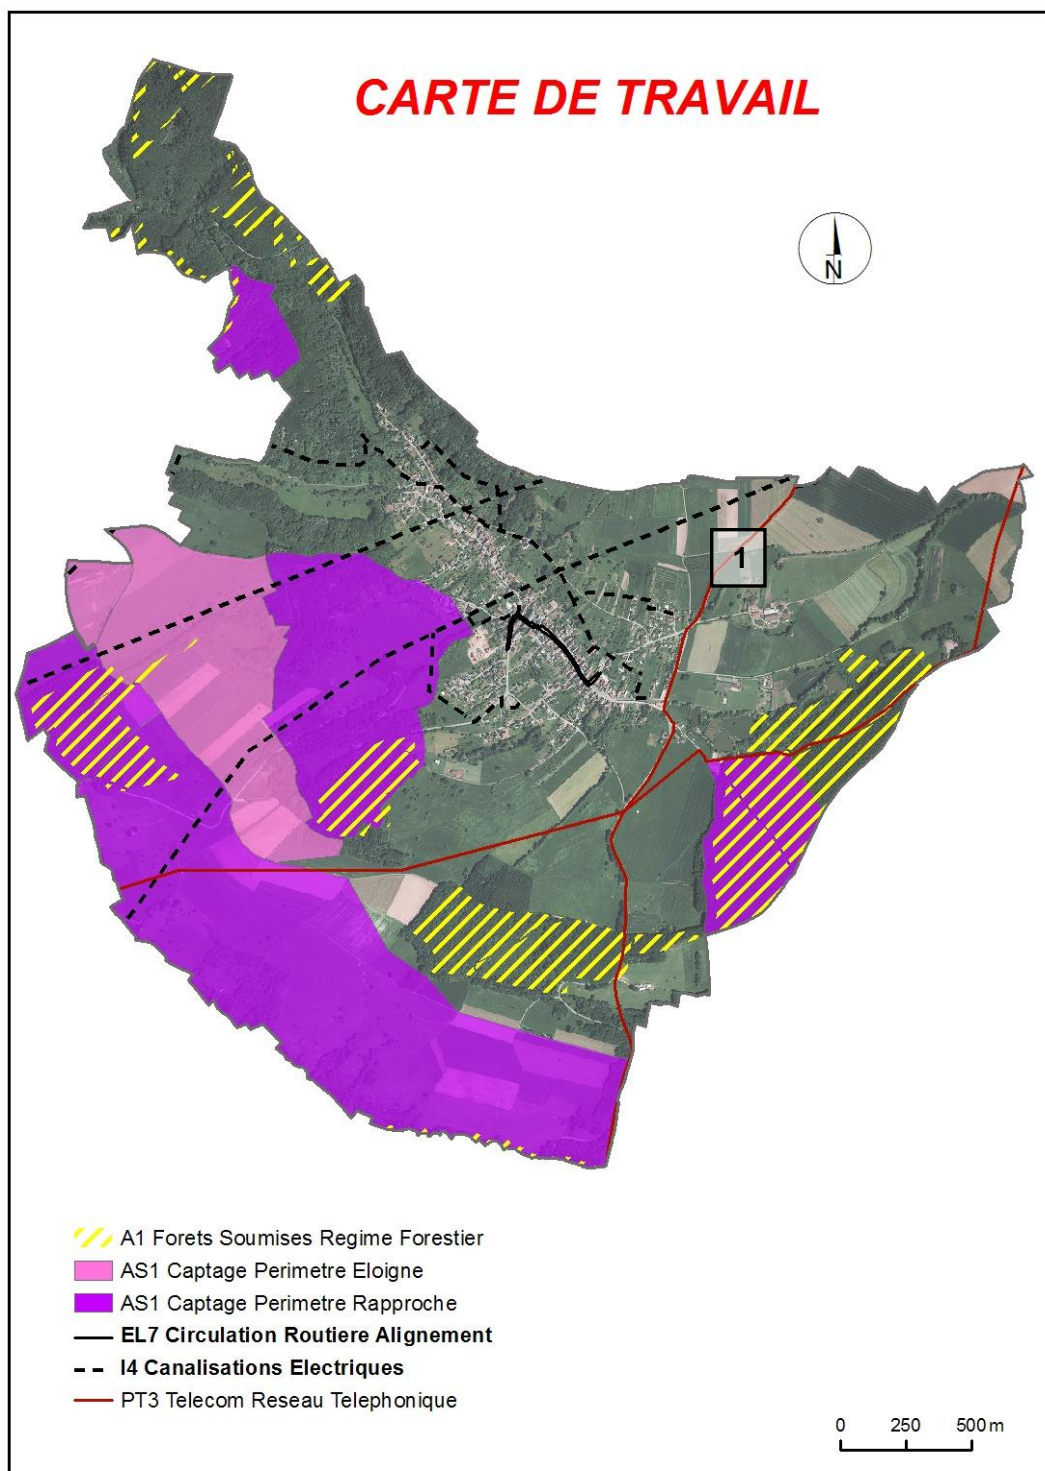 CARTE DE TRAVAIL
N
1
A1 Forets Soumises Regime Forestier
AS1 Captage Perimetre Eloigne
AS1 Captage Perimetre Rapproche
EL7 Circulation Routiere Alignement
I4 Canalisations Electriques
PT3 Telecom Reseau Telephonique
0 250 500 m